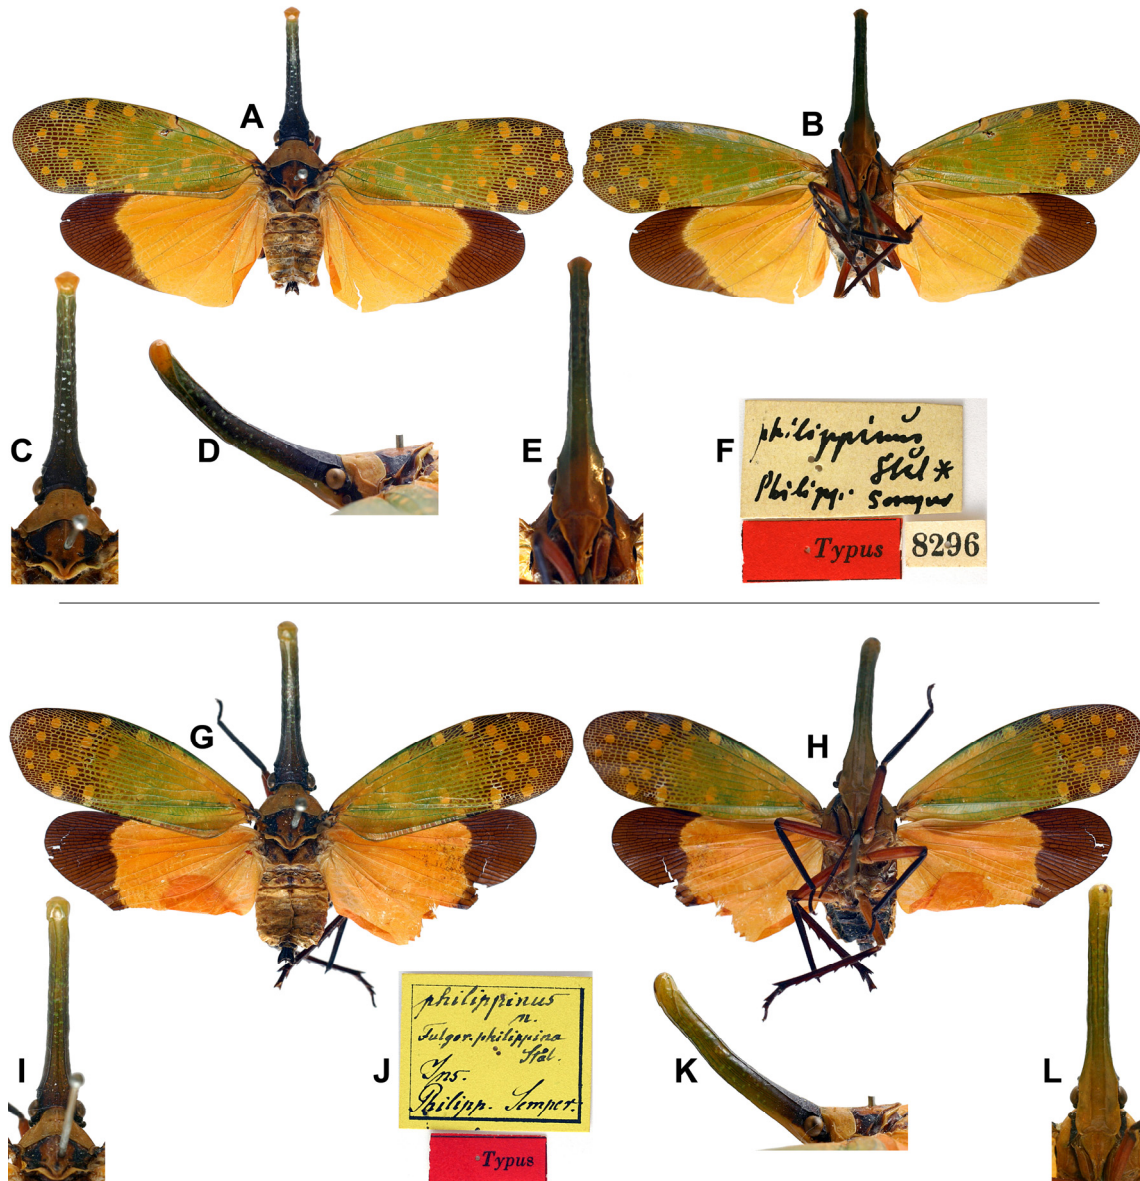 A
B
C
D
E
F
philippinus
Stål *
Philipp. Semper
Typus
8296
G
H
I
J
philippinus
n.
Fulgor. philippina
Stål.
Ins.
Philipp. Semper.
Typus
K
L